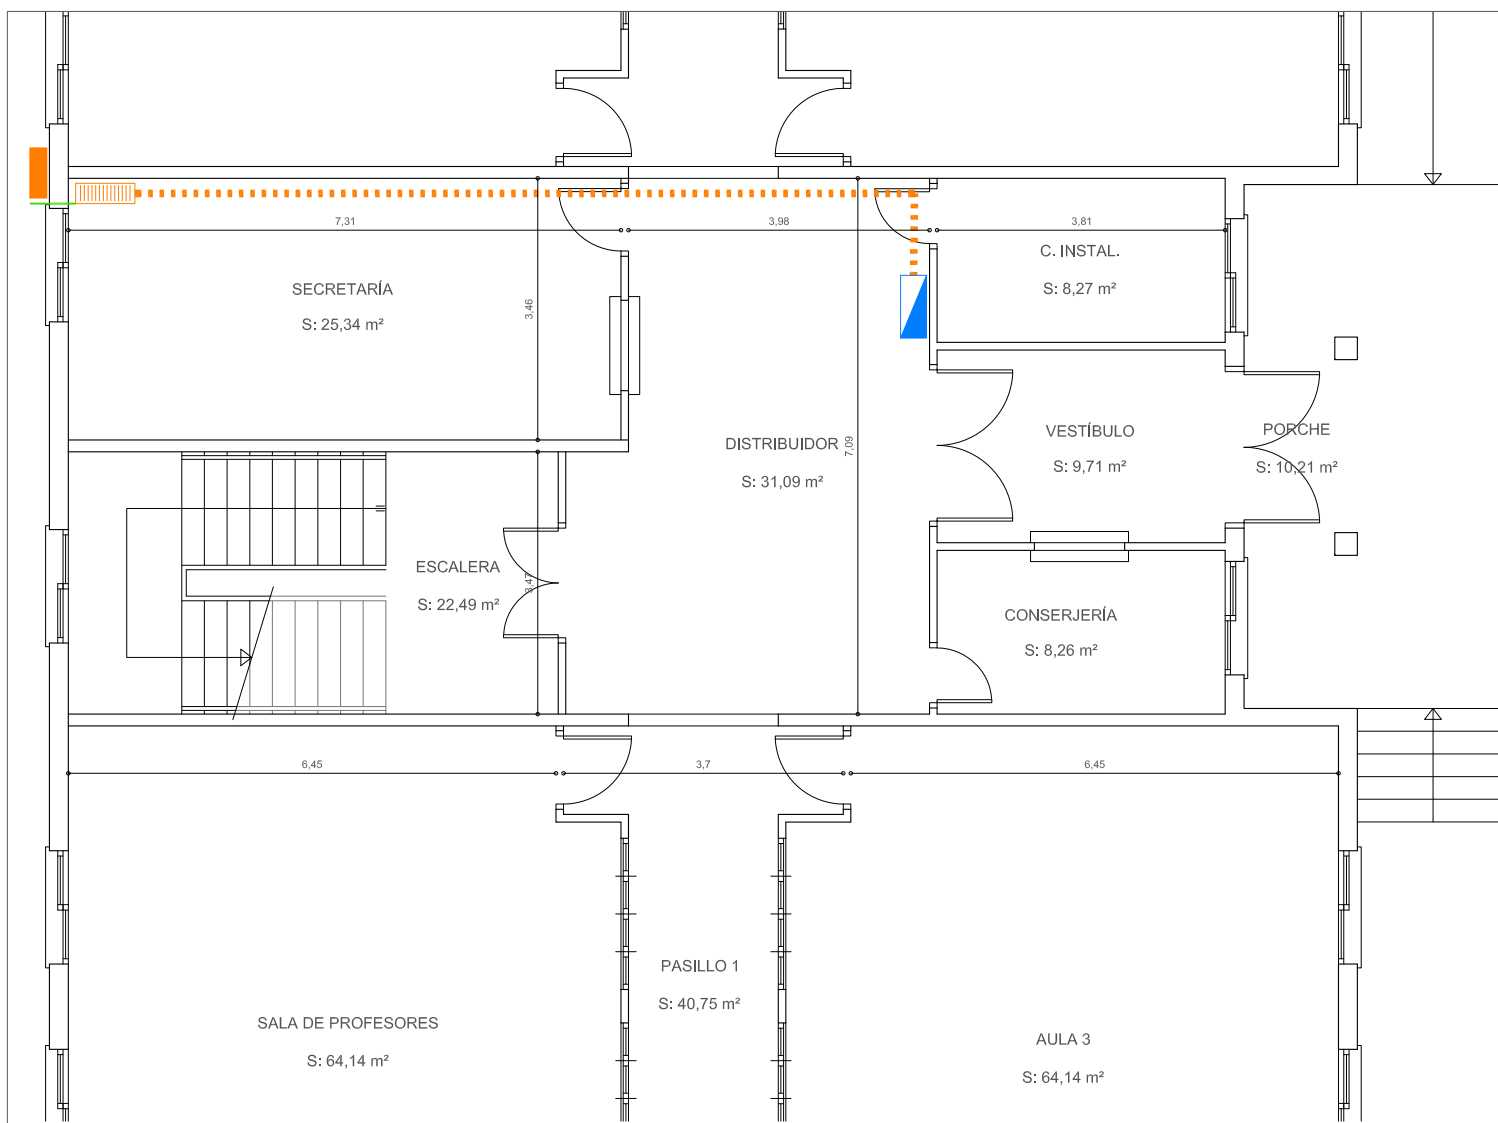 7,31
3,98
3,81
C. INSTAL.
S: 8,27 m²
SECRETARÍA
S: 25,34 m²
3,46
DISTRIBUIDOR
S: 31,09 m²
7,09
VESTÍBULO
S: 9,71 m²
PORCHE
S: 10,21 m²
ESCALERA
S: 22,49 m²
3,47
CONSERJERÍA
S: 8,26 m²
6,45
3,7
6,45
PASILLO 1
S: 40,75 m²
SALA DE PROFESORES
S: 64,14 m²
AULA 3
S: 64,14 m²